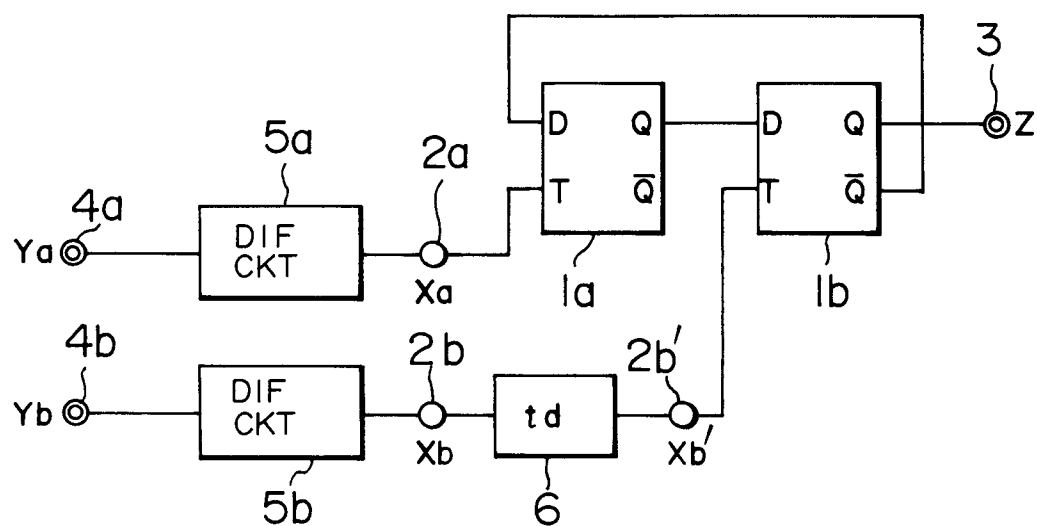 3
D Q D Q Z
5a 2a
4a T Q̅ T Q̅
Ya DIF
CKT
Xa 1a 1b
4b 2b 2b'
Yb DIF
CKT
td
Xb Xb'
5b 6